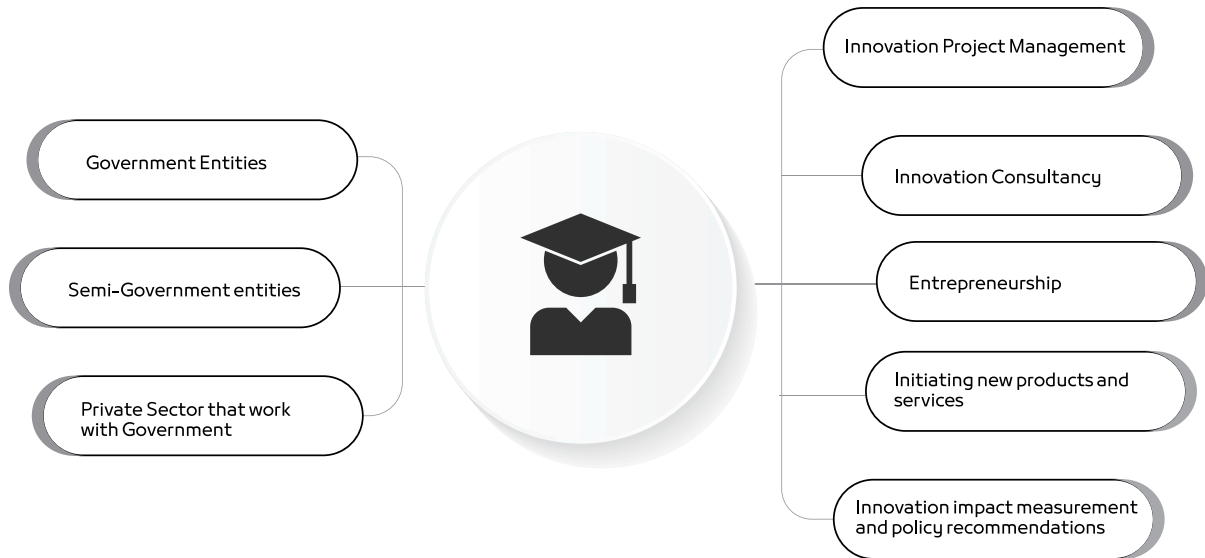 Government Entities
Semi-Government entities
Private Sector that work
with Government
Innovation Project Management
Innovation Consultancy
Entrepreneurship
Initiating new products and
services
Innovation impact measurement
and policy recommendations